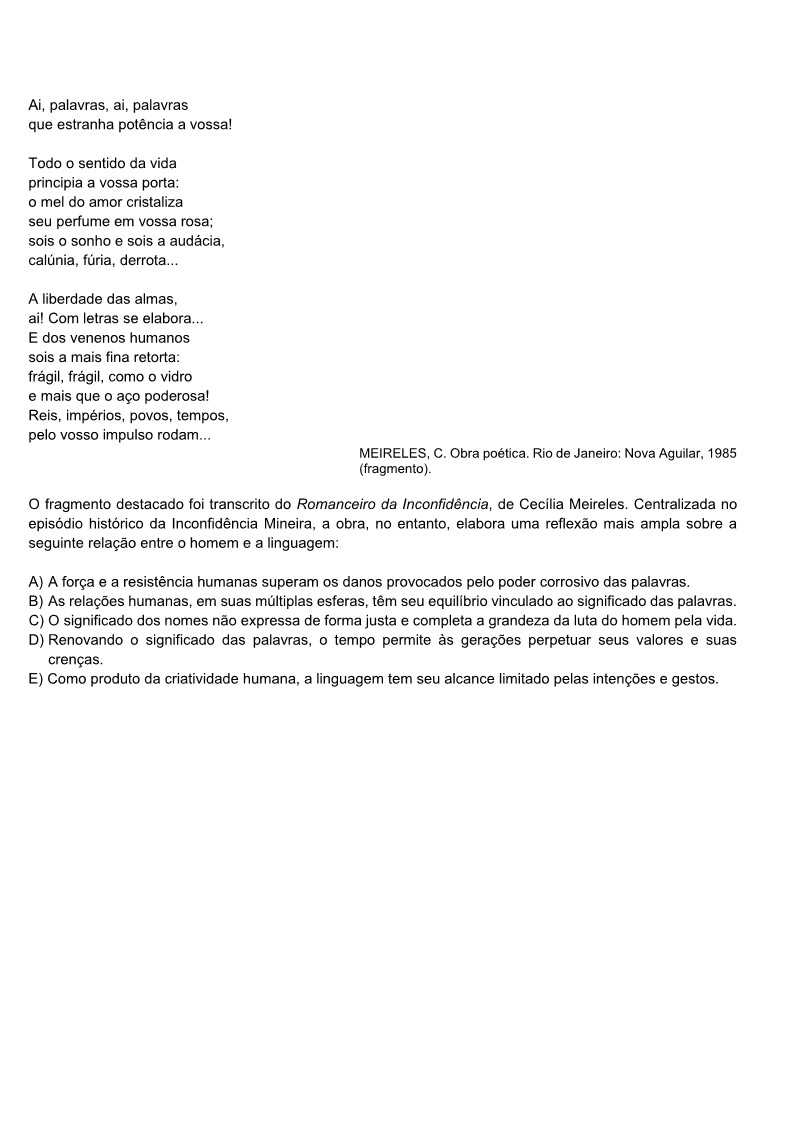 Ai, palavras, ai, palavras
que estranha potência a vossa!
Todo o sentido da vida
principia a vossa porta:
o mel do amor cristaliza
seu perfume em vossa rosa;
sois o sonho e sois a audácia,
calúnia, fúria, derrota...
A liberdade das almas,
ai! Com letras se elabora...
E dos venenos humanos
sois a mais fina retorta:
frágil, frágil, como o vidro
e mais que o aço poderosa!
Reis, impérios, povos, tempos,
pelo vosso impulso rodam...
MEIRELES, C. Obra poética. Rio de Janeiro: Nova Aguilar, 1985
(fragmento).
O fragmento destacado foi transcrito do Romanceiro da Inconfidência, de Cecília Meireles. Centralizada no
episódio histórico da Inconfidência Mineira, a obra, no entanto, elabora uma reflexão mais ampla sobre a
seguinte relação entre o homem e a linguagem:
A) A força e a resistência humanas superam os danos provocados pelo poder corrosivo das palavras.
B) As relações humanas, em suas múltiplas esferas, têm seu equilíbrio vinculado ao significado das palavras.
C) O significado dos nomes não expressa de forma justa e completa a grandeza da luta do homem pela vida.
D) Renovando o significado das palavras, o tempo permite às gerações perpetuar seus valores e suas
crenças.
E) Como produto da criatividade humana, a linguagem tem seu alcance limitado pelas intenções e gestos.